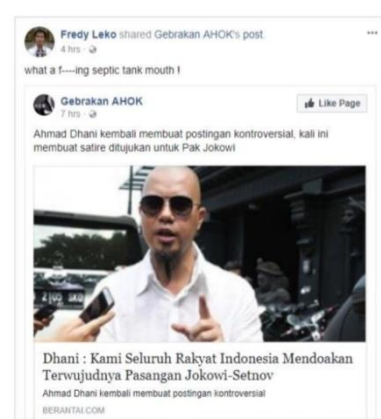 Fredy Leko shared Gebrakan AHOK's post.
4 hrs ·
what a f----ing septic tank mouth !
Gebrakan AHOK
7 hrs ·
Like Page
Ahmad Dhani kembali membuat postingan kontroversial, kali ini
membuat satire ditujukan untuk Pak Jokowi
Dhani : Kami Seluruh Rakyat Indonesia Mendoakan
Terwujudnya Pasangan Jokowi-Setnov
Ahmad Dhani kembali membuat postingan kontroversial
BERANTAI.COM